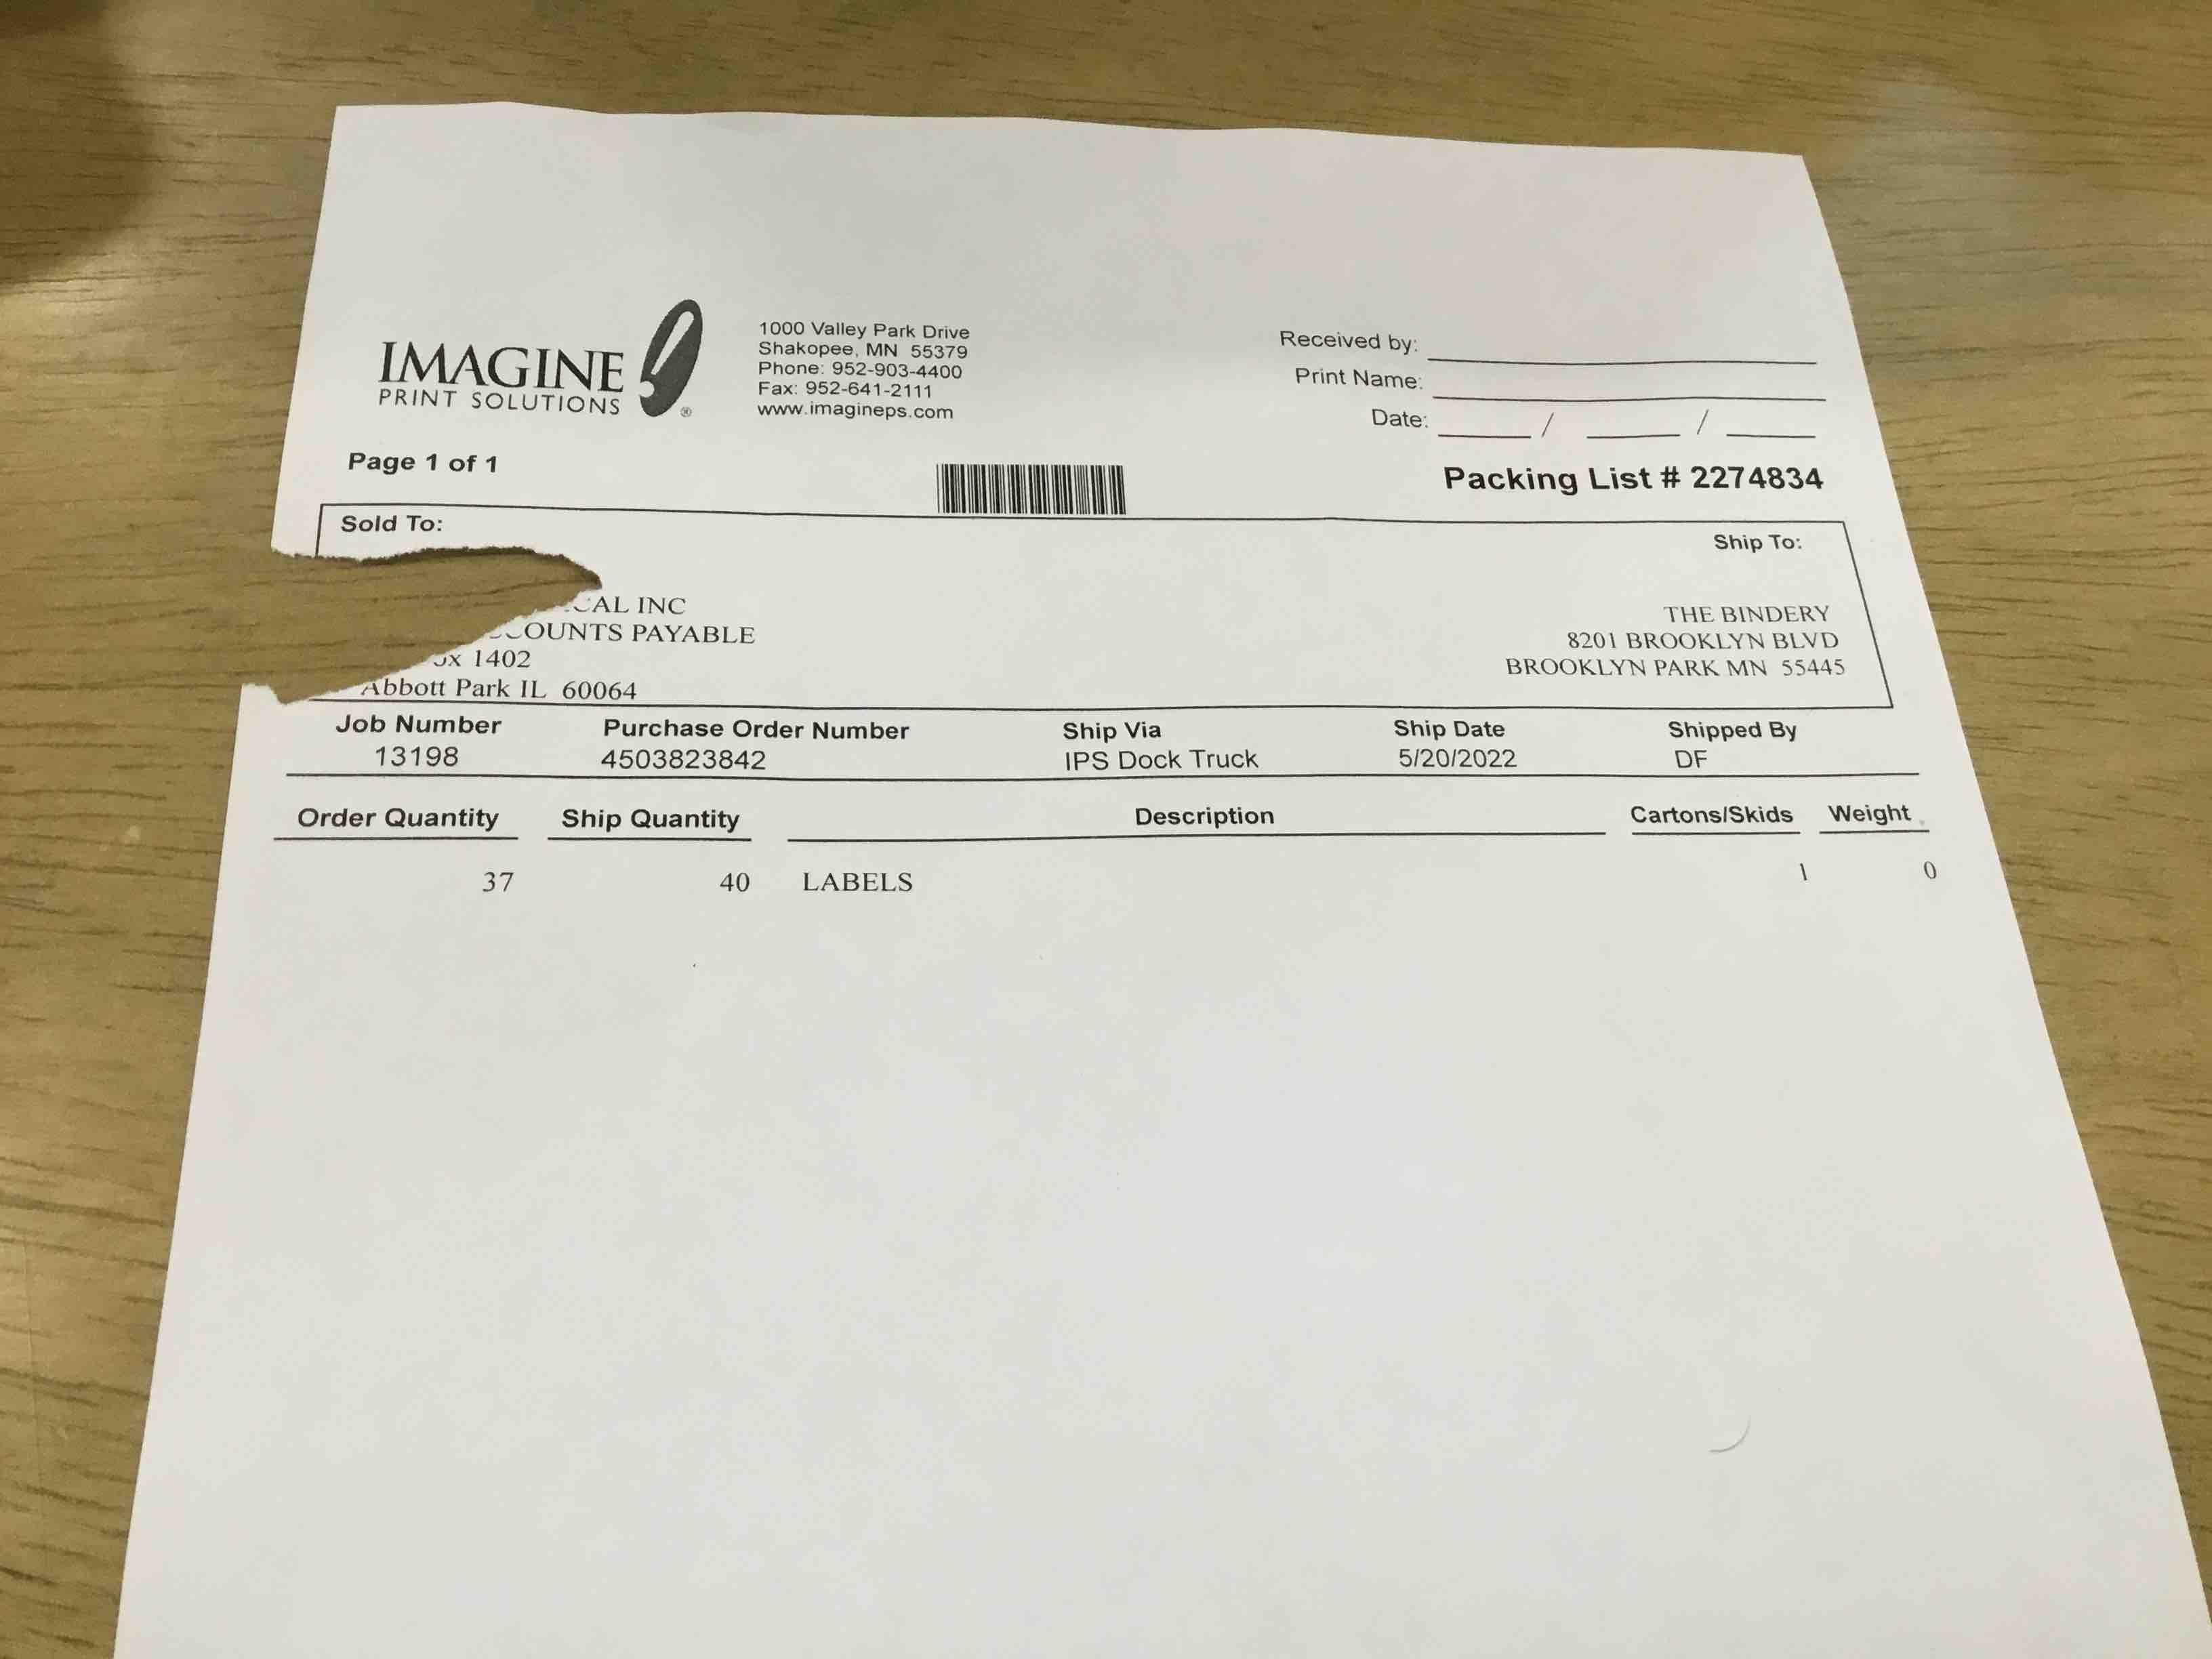 IMAGINE
PRINT SOLUTIONS
®
1000 Valley Park Drive
Shakopee, MN 55379
Phone: 952-903-4400
Fax: 952-641-2111
www.imagineps.com
Received by:
Print Name:
Date: / /
Page 1 of 1
Packing List # 2274834
Sold To:
INC
PAYABLE
1402
Abbott Park IL 60064
Ship To:
THE BINDERY
8201 BROOKLYN BLVD
BROOKLYN PARK MN 55445
Job Number Purchase Order Number Ship Via Ship Date Shipped By
13198 4503823842 IPS Dock Truck 5/20/2022 DF
Order Quantity Ship Quantity Description Cartons/Skids Weight
37 40 LABELS 1 0